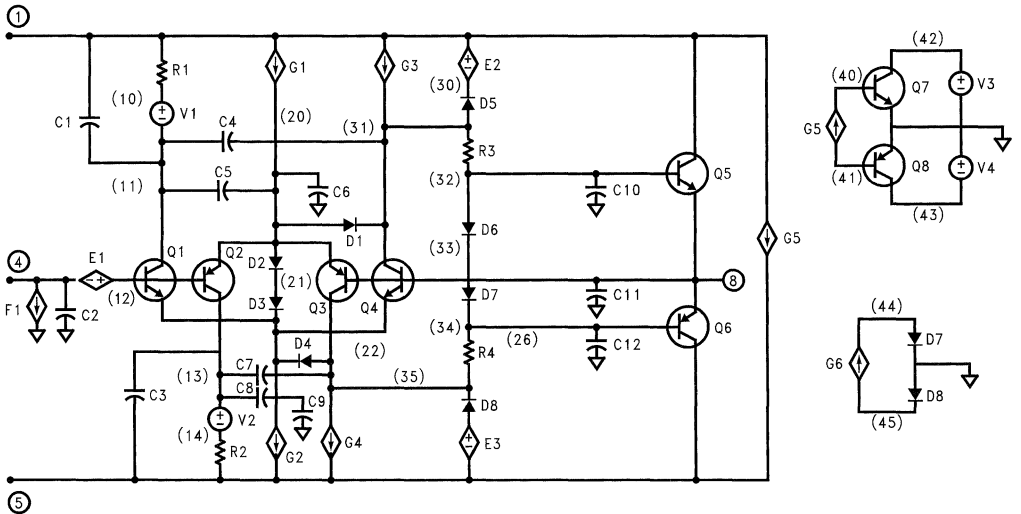 1
(42)
R1
G1
G3
E2
(40)
Q7
V3
(10)
V1
(20)
(30)
D5
C1
C4
(31)
G5
R3
(11)
C5
C6
(32)
C10
Q5
(41)
Q8
V4
D1
D6
(43)
4
E1
Q1
Q2
D2
(21)
(33)
G5
(12)
Q3
Q4
8
F1
C2
D3
D7
C11
(44)
(34)
(26)
Q6
D4
(22)
R4
C12
D7
G6
(13)
C7
(35)
C3
C8
C9
D8
D8
V2
(45)
(14)
R2
G2
G4
E3
5